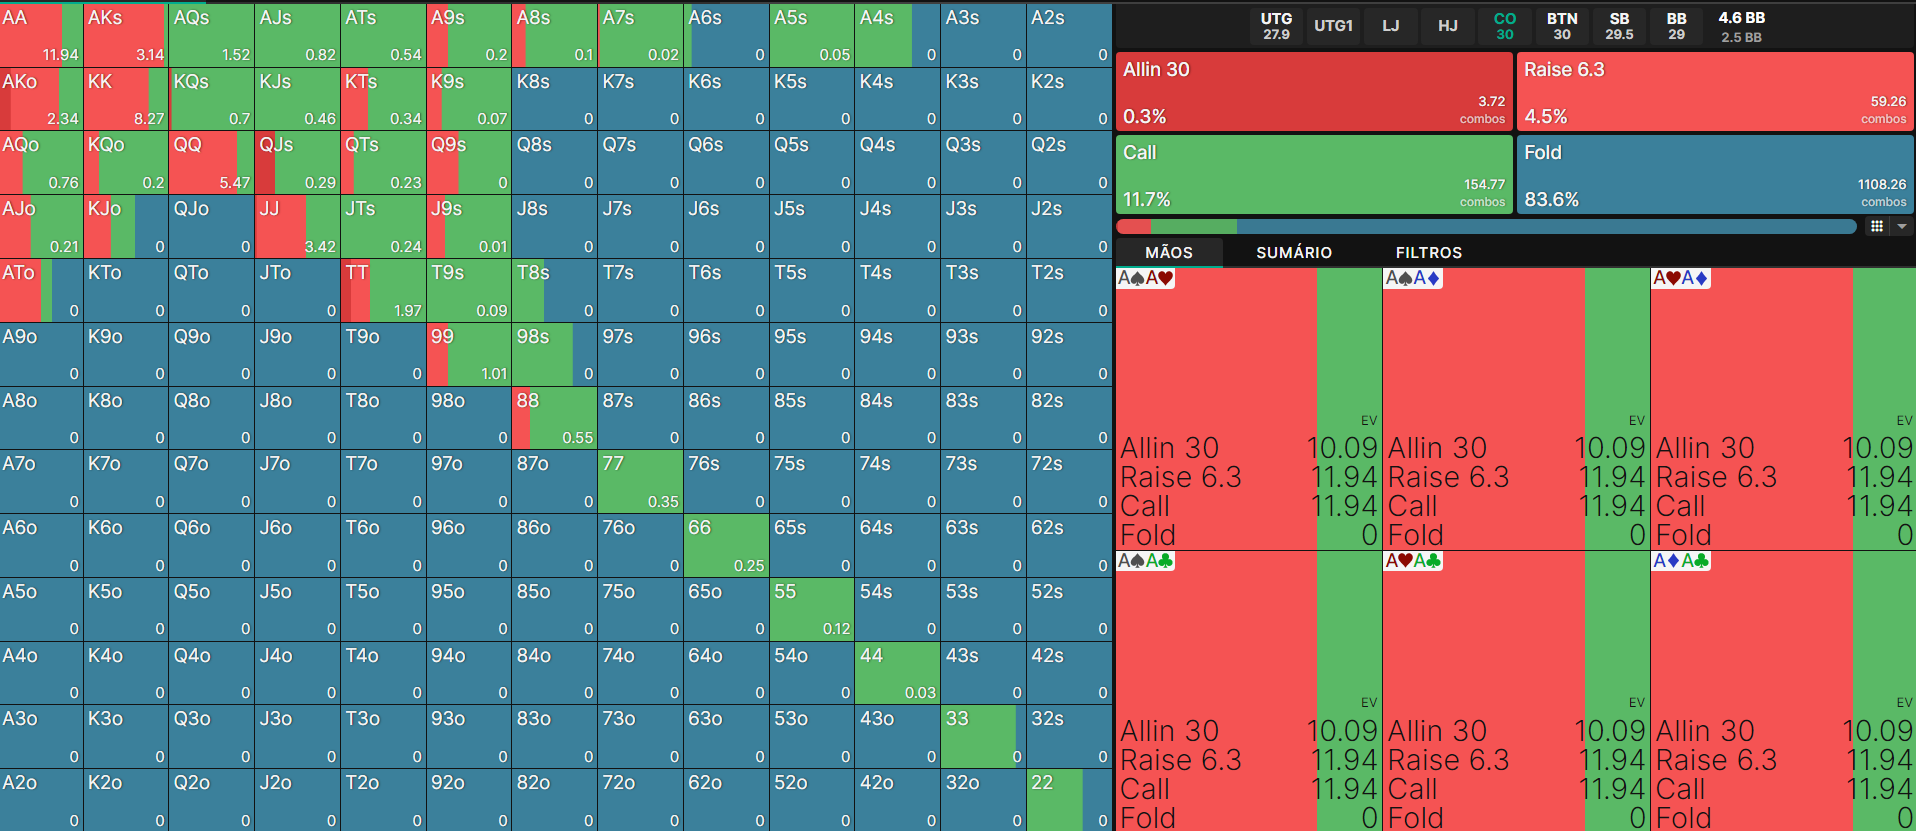 AA AKs AQs AJs ATs A9s A8s A7s A6s A5s A4s A3s A2s
11.94 3.14 1.52 0.82 0.54 0.2 0.1 0.02 0 0.05 0 0 0
AKo KK KQs KJs KTs K9s K8s K7s K6s K5s K4s K3s K2s
2.34 8.27 0.7 0.46 0.34 0.07 0 0 0 0 0 0 0
AQo KQo QQ QJs QTs Q9s Q8s Q7s Q6s Q5s Q4s Q3s Q2s
0.76 0.2 5.47 0.29 0.23 0 0 0 0 0 0 0 0
AJo KJo QJo JJ JTs J9s J8s J7s J6s J5s J4s J3s J2s
0.21 0 0 3.42 0.24 0.01 0 0 0 0 0 0 0
ATo KTo QTo JTo TT T9s T8s T7s T6s T5s T4s T3s T2s
0 0 0 0 1.97 0.09 0 0 0 0 0 0 0
A9o K9o Q9o J9o T9o 99 98s 97s 96s 95s 94s 93s 92s
0 0 0 0 0 1.01 0 0 0 0 0 0 0
A8o K8o Q8o J8o T8o 98o 88 87s 86s 85s 84s 83s 82s
0 0 0 0 0 0 0.55 0 0 0 0 0 0
A7o K7o Q7o J7o T7o 97o 87o 77 76s 75s 74s 73s 72s
0 0 0 0 0 0 0 0.35 0 0 0 0 0
A6o K6o Q6o J6o T6o 96o 86o 76o 66 65s 64s 63s 62s
0 0 0 0 0 0 0 0 0.25 0 0 0 0
A5o K5o Q5o J5o T5o 95o 85o 75o 65o 55 54s 53s 52s
0 0 0 0 0 0 0 0 0 0.12 0 0 0
A4o K4o Q4o J4o T4o 94o 84o 74o 64o 54o 44 43s 42s
0 0 0 0 0 0 0 0 0 0 0.03 0 0
A3o K3o Q3o J3o T3o 93o 83o 73o 63o 53o 43o 33 32s
0 0 0 0 0 0 0 0 0 0 0 0 0
A2o K2o Q2o J2o T2o 92o 82o 72o 62o 52o 42o 32o 22
0 0 0 0 0 0 0 0 0 0 0 0 0
UTG UTG1 LJ HJ CO BTN SB BB 4.6 BB
27.9 30 30 29.5 29 2.5 BB
Allin 30 Raise 6.3
3.72 59.26
0.3% combos 4.5% combos
Call Fold
154.77 1108.26
11.7% combos 83.6% combos
MÃOS SUMÁRIO FILTROS
A♠A♥ A♠A♦ A♥A♦
EV EV EV
Allin 30 10.09 Allin 30 10.09 Allin 30 10.09
Raise 6.3 11.94 Raise 6.3 11.94 Raise 6.3 11.94
Call 11.94 Call 11.94 Call 11.94
Fold 0 Fold 0 Fold 0
A♠A♣ A♥A♣ A♦A♣
EV EV EV
Allin 30 10.09 Allin 30 10.09 Allin 30 10.09
Raise 6.3 11.94 Raise 6.3 11.94 Raise 6.3 11.94
Call 11.94 Call 11.94 Call 11.94
Fold 0 Fold 0 Fold 0